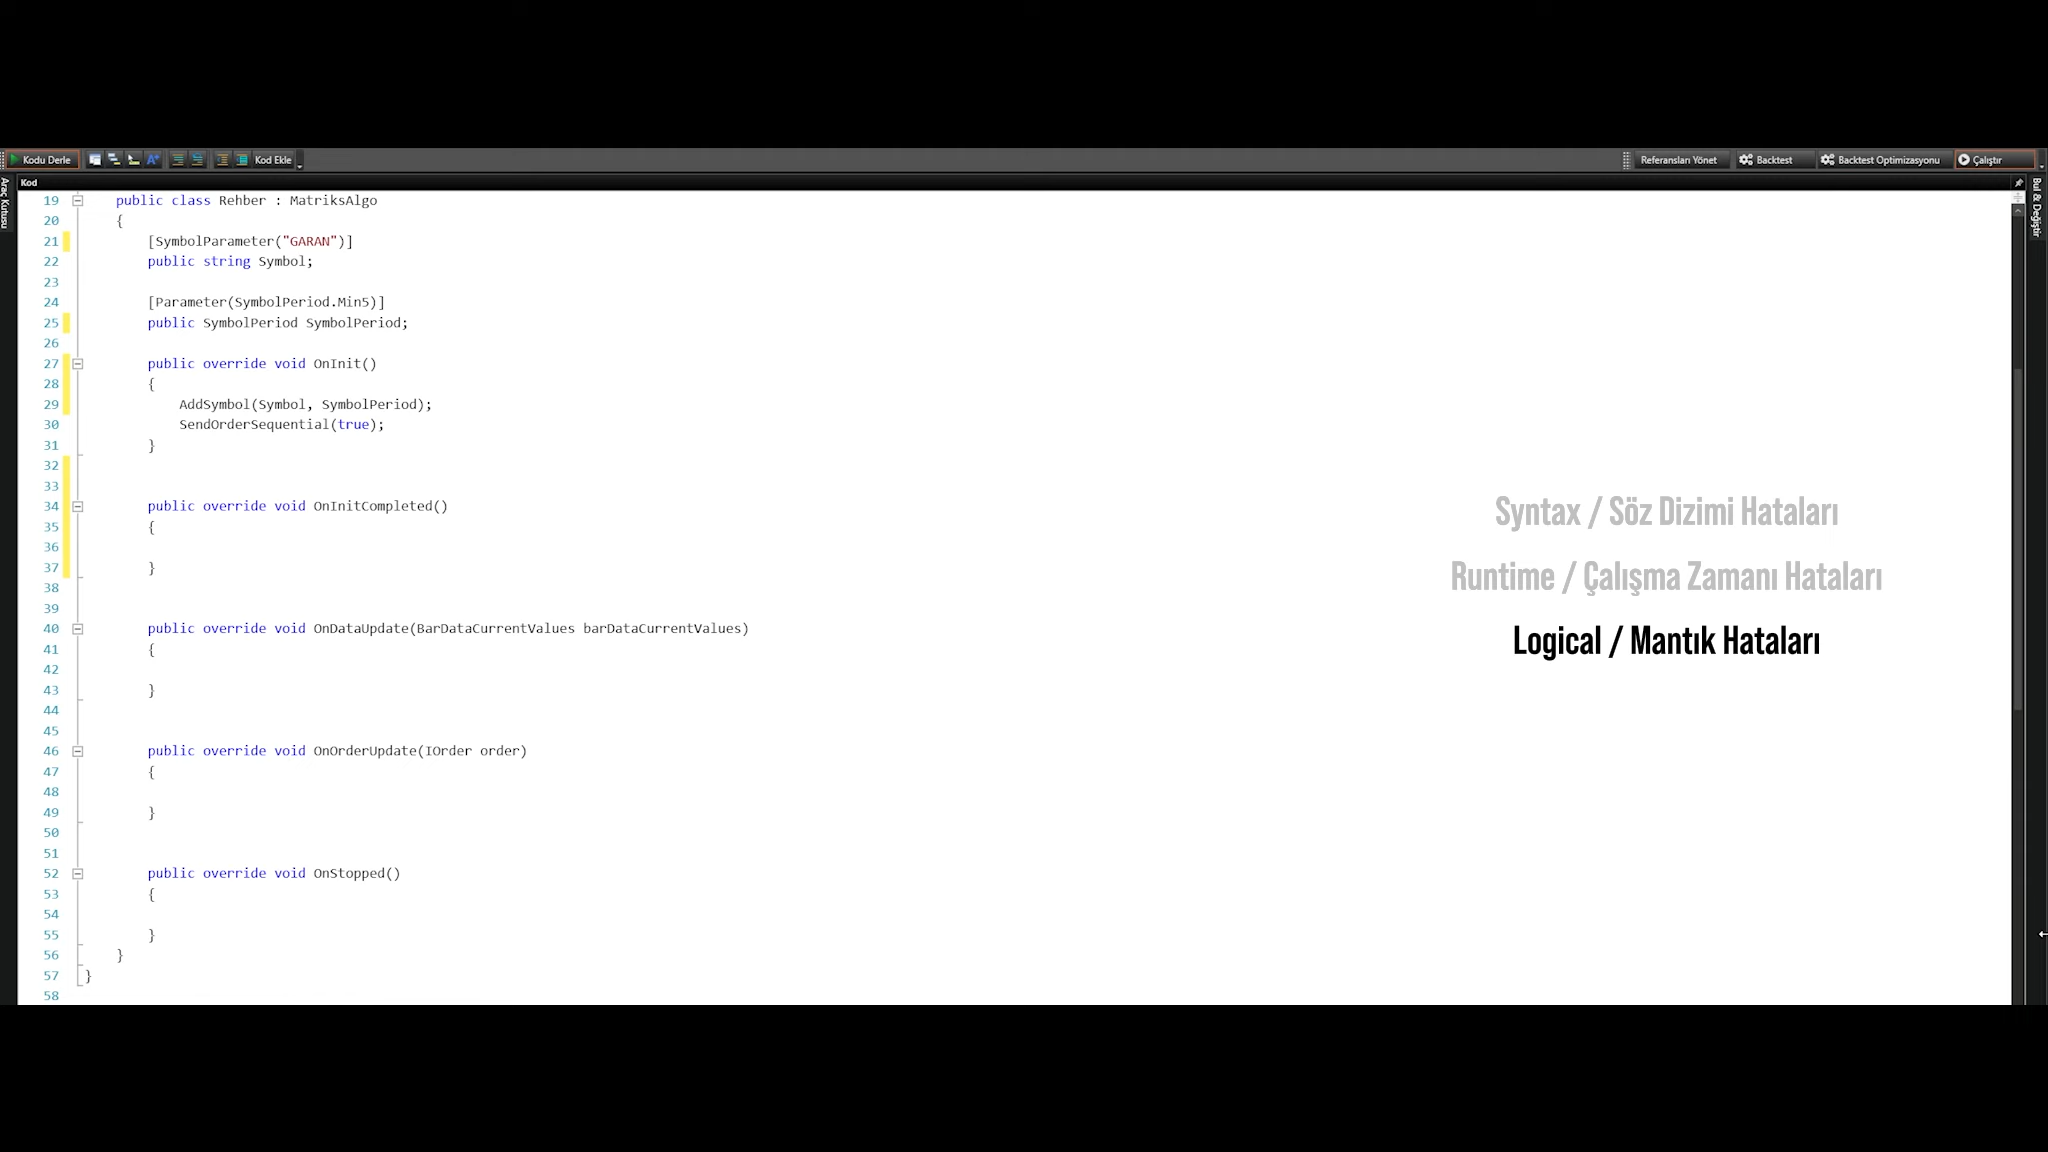 Kodu Derle
Kod Ekle
Referansları Yönet
Backtest
Backtest Optimizasyonu
Çalıştır
Araç Kutusu
Kod
Bul & Değiştir
19 public class Rehber : MatriksAlgo
20 {
21 [SymbolParameter("GARAN")]
22 public string Symbol;
23
24 [Parameter(SymbolPeriod.Min5)]
25 public SymbolPeriod SymbolPeriod;
26
27 public override void OnInit()
28 {
29 AddSymbol(Symbol, SymbolPeriod);
30 SendOrderSequential(true);
31 }
32
33
34 public override void OnInitCompleted()
35 {
36
37 }
38
39
40 public override void OnDataUpdate(BarDataCurrentValues barDataCurrentValues)
41 {
42
43 }
44
45
46 public override void OnOrderUpdate(IOrder order)
47 {
48
49 }
50
51
52 public override void OnStopped()
53 {
54
55 }
56 }
57 }
58
Syntax / Söz Dizimi Hataları
Runtime / Çalışma Zamanı Hataları
Logical / Mantık Hataları